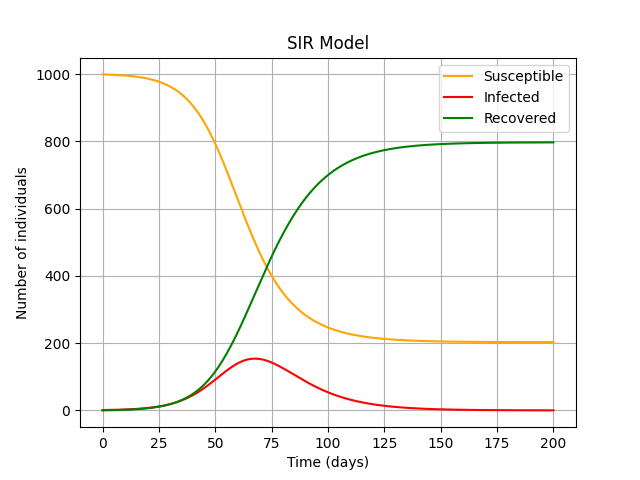 SIR Model
Susceptible
Infected
Recovered
1000
800
600
400
200
0
Number of individuals
0 25 50 75 100 125 150 175 200
Time (days)